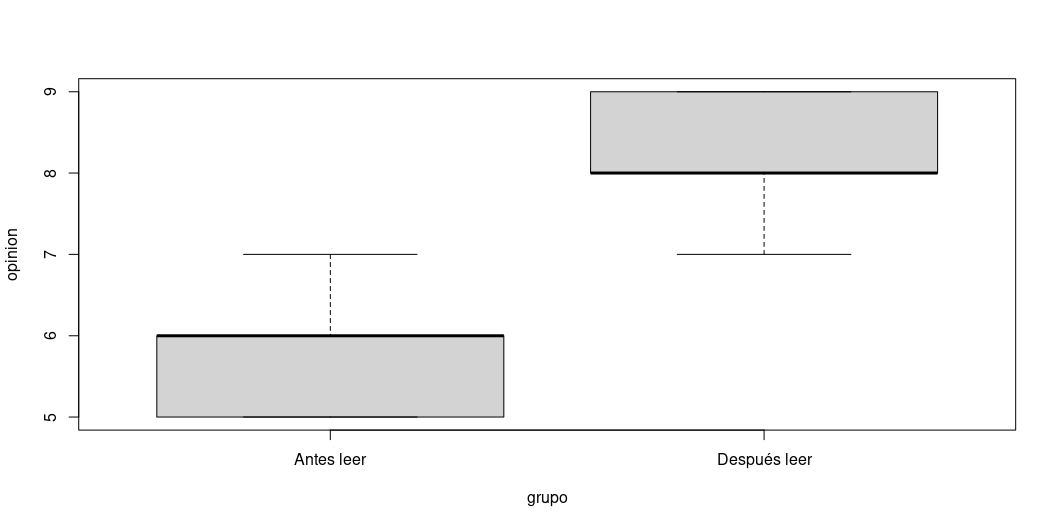 opinion
9
8
7
6
5
Antes leer
Después leer
grupo